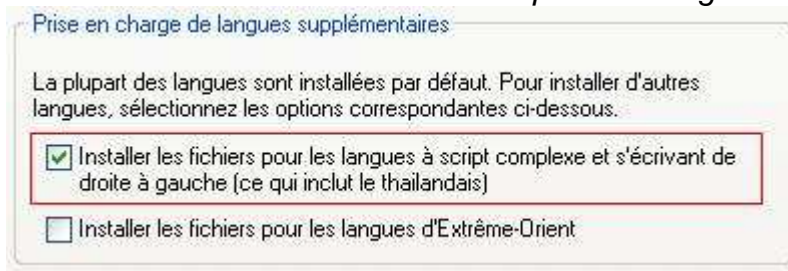 Prise en charge de langues supplémentaires
La plupart des langues sont installées par défaut. Pour installer d'autres
langues, sélectionnez les options correspondantes ci-dessous.
Installer les fichiers pour les langues à script complexe et s'écrivant de
droite à gauche (ce qui inclut le thaïlandais)
Installer les fichiers pour les langues d'Extrême-Orient